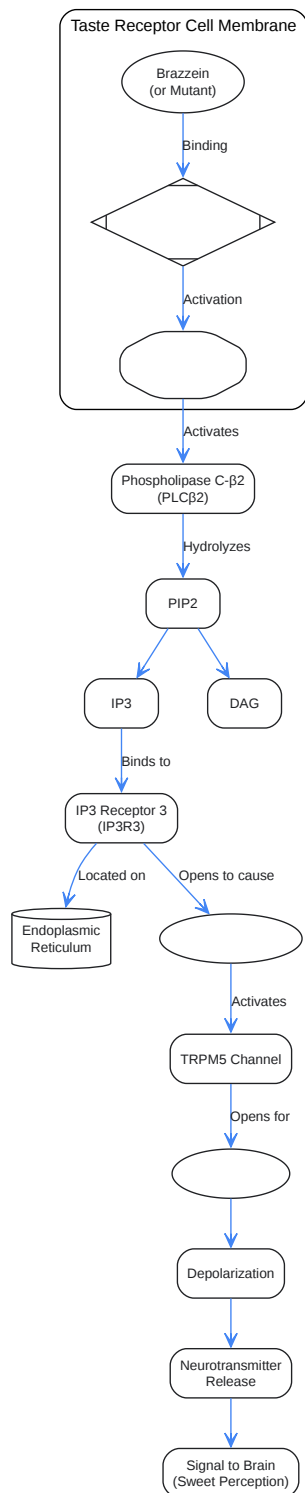 Taste Receptor Cell Membrane
Brazzein
(or Mutant)
Binding
Activation
Activates
Phospholipase C-β2
(PLCβ2)
Hydrolyzes
PIP2
IP3
DAG
Binds to
IP3 Receptor 3
(IP3R3)
Located on
Opens to cause
Endoplasmic
Reticulum
Activates
TRPM5 Channel
Opens for
Depolarization
Neurotransmitter
Release
Signal to Brain
(Sweet Perception)